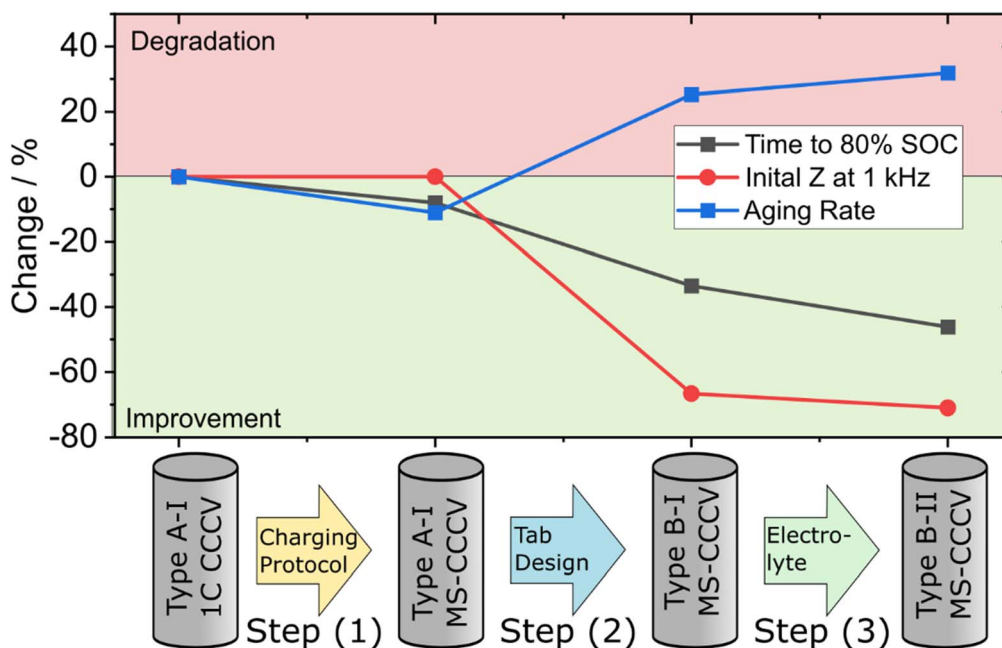 Degradation
40
20
0
-20
-40
-60
-80
Change / %
Time to 80% SOC
Inital Z at 1 kHz
Aging Rate
Improvement
Type A-I
1C CCCV
Charging
Protocol
Step (1)
Type A-I
MS-CCCV
Tab
Design
Step (2)
Type B-I
MS-CCCV
Electro-
lyte
Step (3)
Type B-II
MS-CCCV